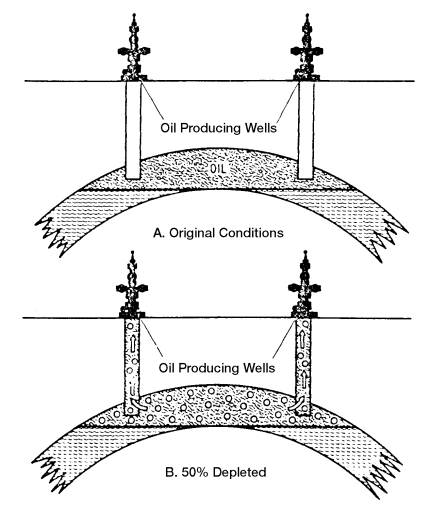 Oil Producing Wells
OIL
A. Original Conditions
Oil Producing Wells
B. 50% Depleted